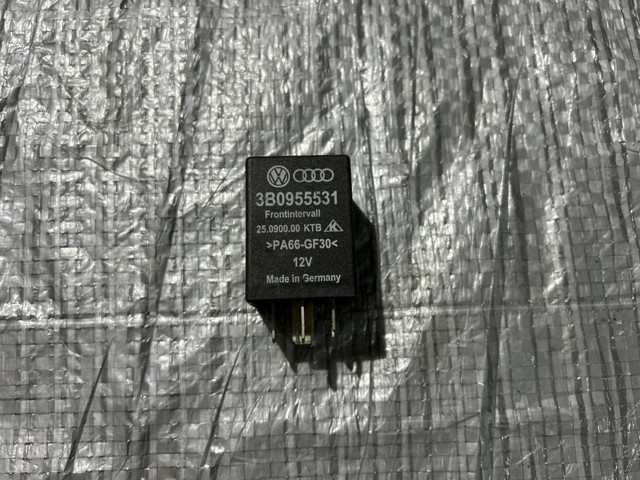 3B0955531
Frontintervall
25.0900.00 KTB
>PA66-GF30<
12V
Made in Germany